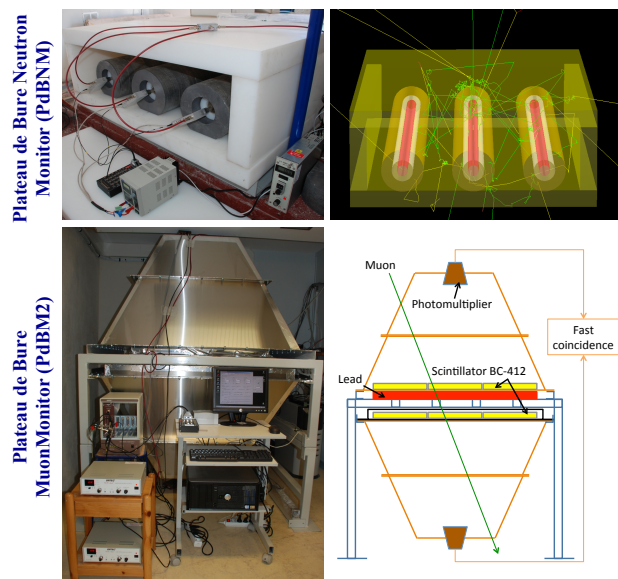 Plateau de Bure Neutron
Monitor (PdBNM)
Plateau de Bure
MuonMonitor (PdBM2)
Muon
Photomultiplier
Fast
coincidence
Scintillator BC-412
Lead